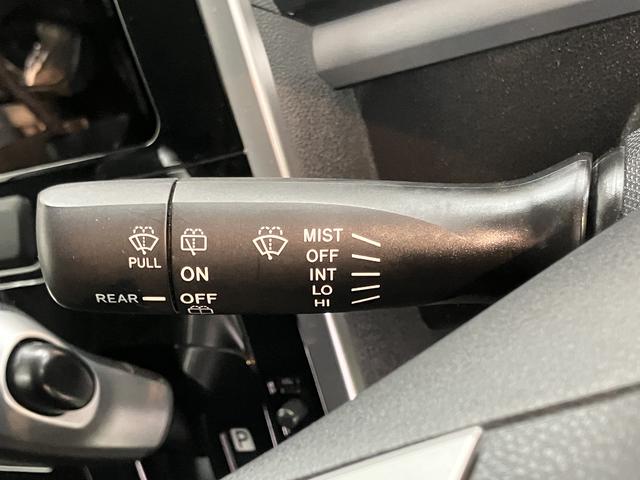 MIST
OFF
INT
LO
HI
PULL
ON
REAR OFF
P